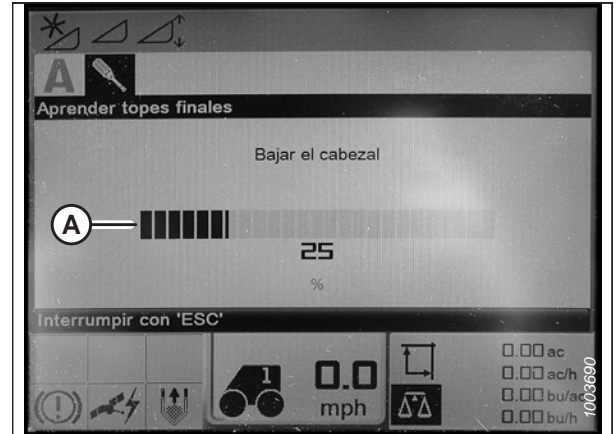 A
Aprender topes finales
Bajar el cabezal
A
25
%
Interrumpir con 'ESC'
1
0.0
mph
0.00 ac
0.00 ac/h
0.00 bu/ac
0.00 bu/h
1003690